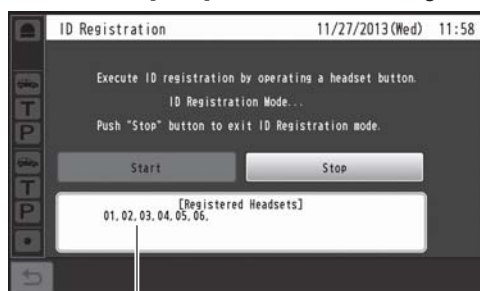 ID Registration 11/27/2013(Wed) 11:58
Execute ID registration by operating a headset button.
ID Registration Mode...
Push "Stop" button to exit ID Registration mode.
Start Stop
[Registered Headsets]
01,02,03,04,05,06,
T
P
T
P